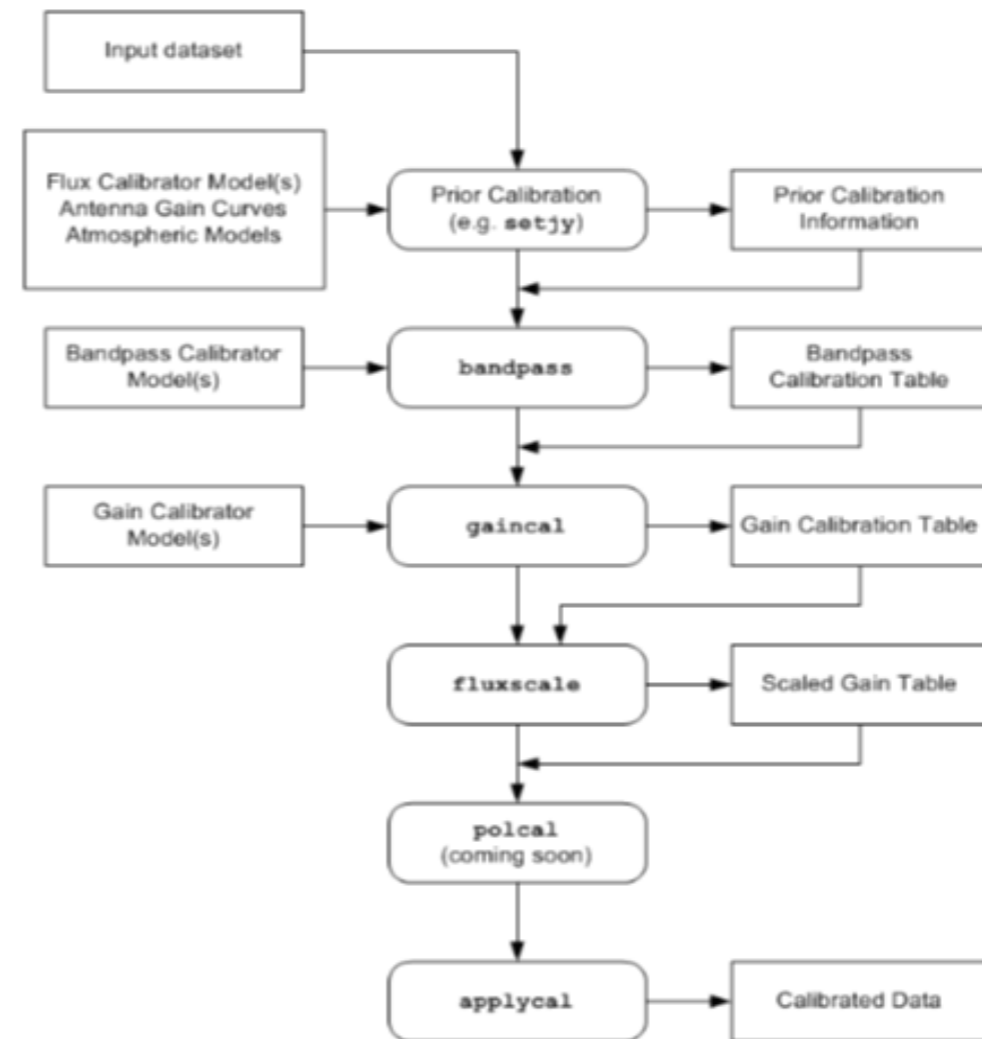 Input dataset
Flux Calibrator Model(s)
Antenna Gain Curves
Atmospheric Models
Prior Calibration
(e.g. setjy)
Prior Calibration
Information
Bandpass Calibrator
Model(s)
bandpass
Bandpass
Calibration Table
Gain Calibrator
Model(s)
gaincal
Gain Calibration Table
fluxscale
Scaled Gain Table
polcal
(coming soon)
applycal
Calibrated Data